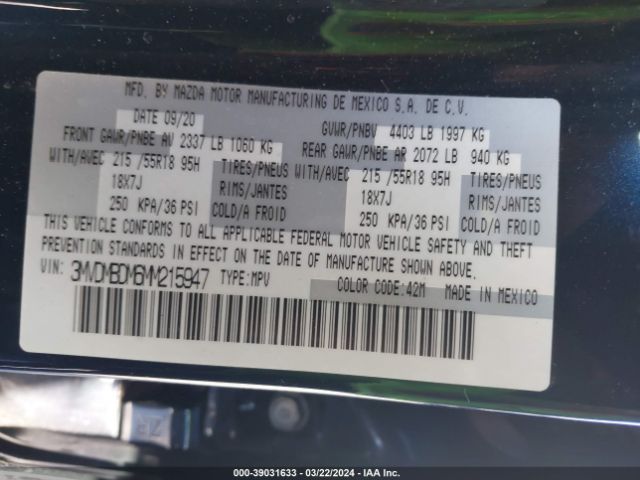 MFD. BY MAZDA MOTOR MANUFACTURING DE MEXICO S.A. DE C.V.
DATE 09/20 GVWR/PNBV 4403 LB 1997 KG
FRONT GAWR/PNBE AV 2337 LB 1060 KG REAR GAWR/PNBE AR 2072 LB 940 KG
WITH/AVEC 215 /55R18 95H TIRES/PNEUS WITH/AVEC 215 /55R18 95H TIRES/PNEUS
18X7J RIMS/JANTES 18X7J RIMS/JANTES
250 KPA/36 PSI COLD/A FROID 250 KPA/36 PSI COLD/A FROID
THIS VEHICLE CONFORMS TO ALL APPLICABLE FEDERAL MOTOR VEHICLE SAFETY AND THEFT
PREVENTION STANDARDS IN EFFECT ON THE DATE OF MANUFACTURE SHOWN ABOVE.
VIN: 3MVDMBDM6MM215947 TYPE:MPV COLOR CODE:42M MADE IN MEXICO
000-39031633 - 03/22/2024 - IAA Inc.